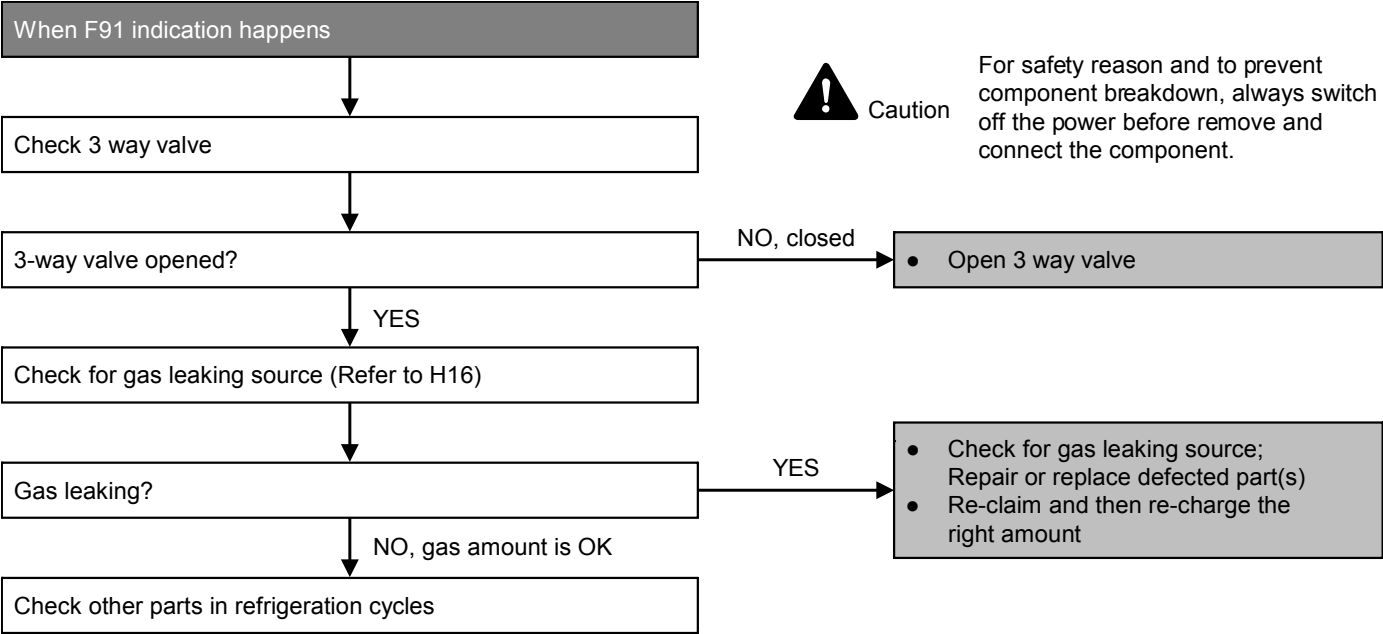 When F91 indication happens
Caution
For safety reason and to prevent
component breakdown, always switch
off the power before remove and
connect the component.
Check 3 way valve
3-way valve opened?
NO, closed
● Open 3 way valve
YES
Check for gas leaking source (Refer to H16)
Gas leaking?
YES
● Check for gas leaking source;
Repair or replace defected part(s)
● Re-claim and then re-charge the
right amount
NO, gas amount is OK
Check other parts in refrigeration cycles